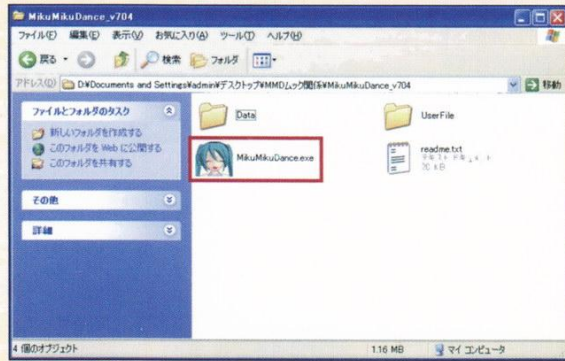 MikuMikuDance_v704
ファイル(F) 編集(E) 表示(V) お気に入り(A) ツール(T) ヘルプ(H)
戻る 検索 フォルダ
アドレス(D) D:¥Documents and Settings¥admin¥デスクトップ¥MMDムック関係¥MikuMikuDance_v704 移動
ファイルとフォルダのタスク
新しいフォルダを作成する
このフォルダを Web に公開する
このフォルダを共有する
その他
詳細
Data
UserFile
MikuMikuDance.exe
readme.txt
20 KB
4 個のオブジェクト
1.16 MB
マイ コンピュータ